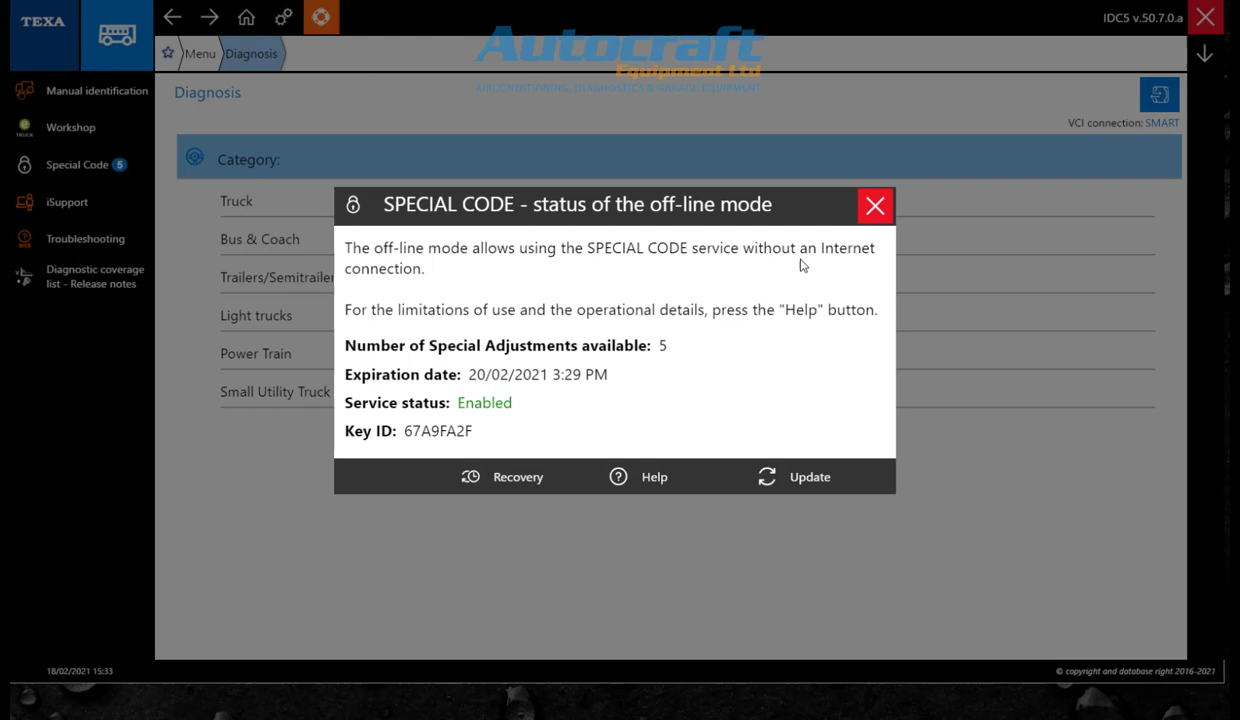 TEXA
IDC5 v.50.7.0.a
Autocraft
Equipment Ltd
AIRCONDITIONING, DIAGNOSTICS & GARAGE EQUIPMENT
Menu
Diagnosis
Manual identification
Workshop
Special Code 5
iSupport
Troubleshooting
Diagnostic coverage
list - Release notes
Diagnosis
VCI connection: SMART
Category:
Truck
Bus & Coach
Trailers/Semitrailer
Light trucks
Power Train
Small Utility Truck
SPECIAL CODE - status of the off-line mode
The off-line mode allows using the SPECIAL CODE service without an Internet
connection.
For the limitations of use and the operational details, press the "Help" button.
Number of Special Adjustments available: 5
Expiration date: 20/02/2021 3:29 PM
Service status: Enabled
Key ID: 67A9FA2F
Recovery
Help
Update
18/02/2021 15:33
© copyright and database right 2016-2021